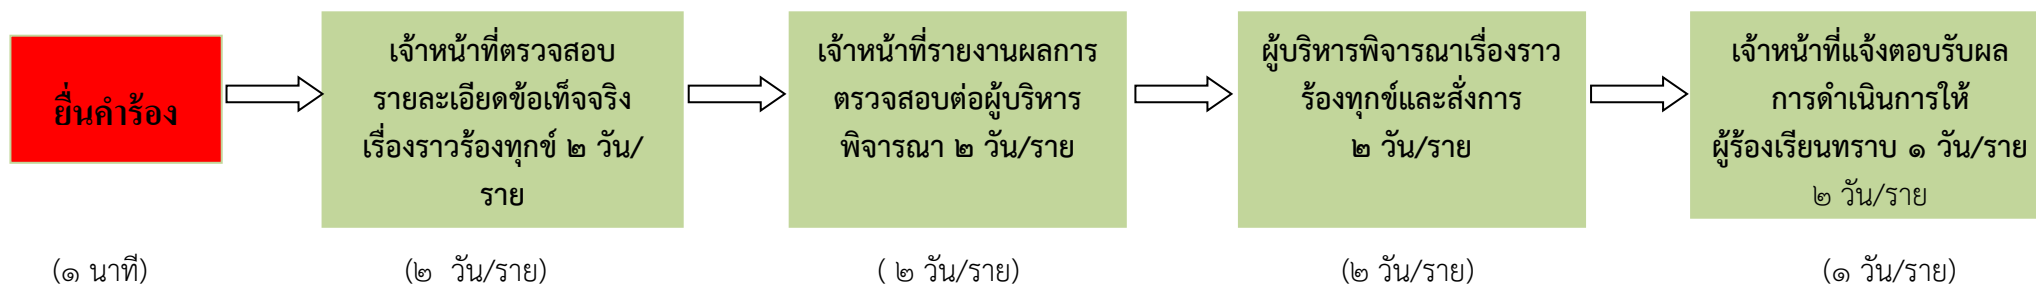 ยื่นคำร้อง
เจ้าหน้าที่ตรวจสอบ
รายละเอียดข้อเท็จจริง
เรื่องราวร้องทุกข์ ๒ วัน/
ราย
เจ้าหน้าที่รายงานผลการ
ตรวจสอบต่อผู้บริหาร
พิจารณา ๒ วัน/ราย
ผู้บริหารพิจารณาเรื่องราว
ร้องทุกข์และสั่งการ
๒ วัน/ราย
เจ้าหน้าที่แจ้งตอบรับผล
การดำเนินการให้
ผู้ร้องเรียนทราบ ๑ วัน/ราย
๒ วัน/ราย
(๑ นาที)
(๒ วัน/ราย)
( ๒ วัน/ราย)
(๒ วัน/ราย)
(๑ วัน/ราย)